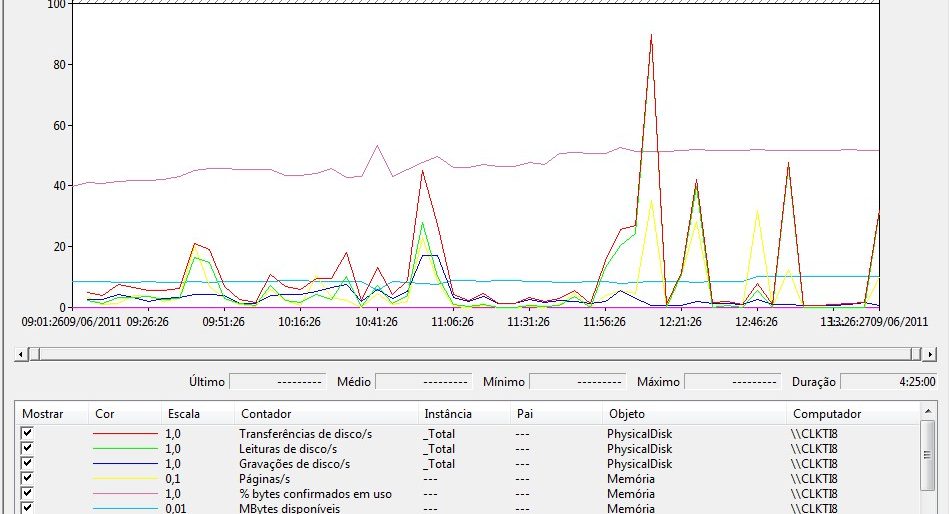 100
80
60
40
20
0
09:01:2609/06/2011 09:26:26 09:51:26 10:16:26 10:41:26 11:06:26 11:31:26 11:56:26 12:21:26 12:46:26 13:26:2709/06/2011
Último --------- Médio --------- Mínimo --------- Máximo --------- Duração 4:25:00
Mostrar Cor Escala Contador Instância Pai Objeto Computador
1,0 Transferências de disco/s _Total --- PhysicalDisk \\CLKTI8
1,0 Leituras de disco/s _Total --- PhysicalDisk \\CLKTI8
1,0 Gravações de disco/s _Total --- PhysicalDisk \\CLKTI8
0,1 Páginas/s --- --- Memória \\CLKTI8
1,0 % bytes confirmados em uso --- --- Memória \\CLKTI8
0,01 MBytes disponíveis --- --- Memória \\CLKTI8